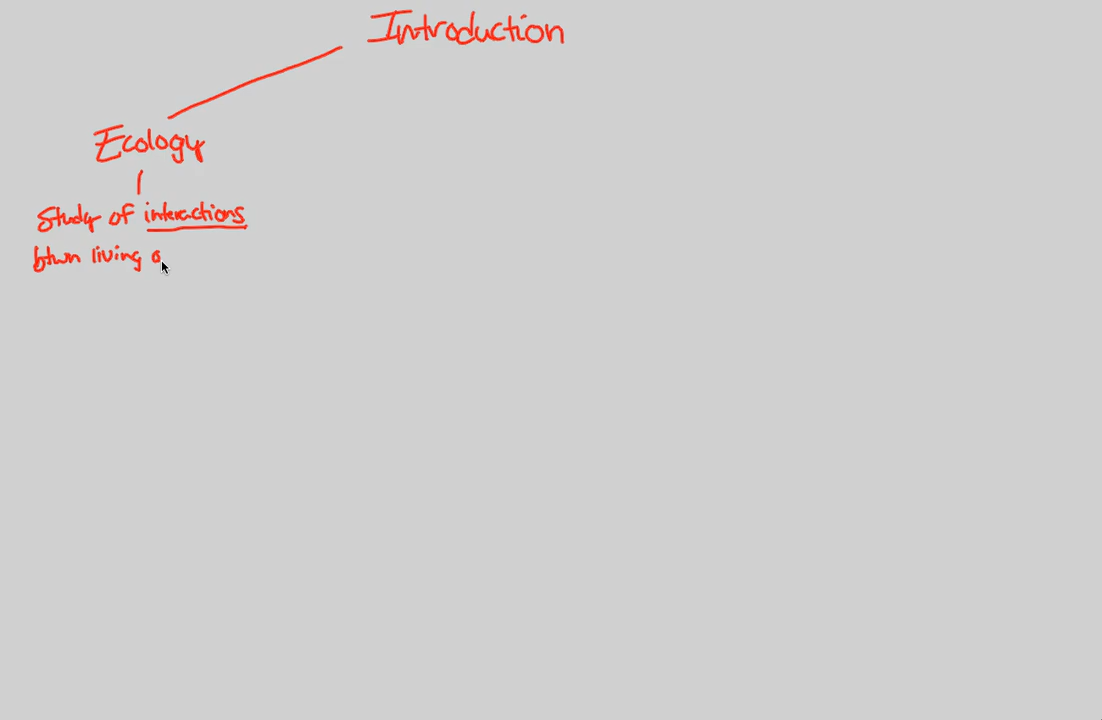 Introduction
Ecology
Study of interactions
btwn living o